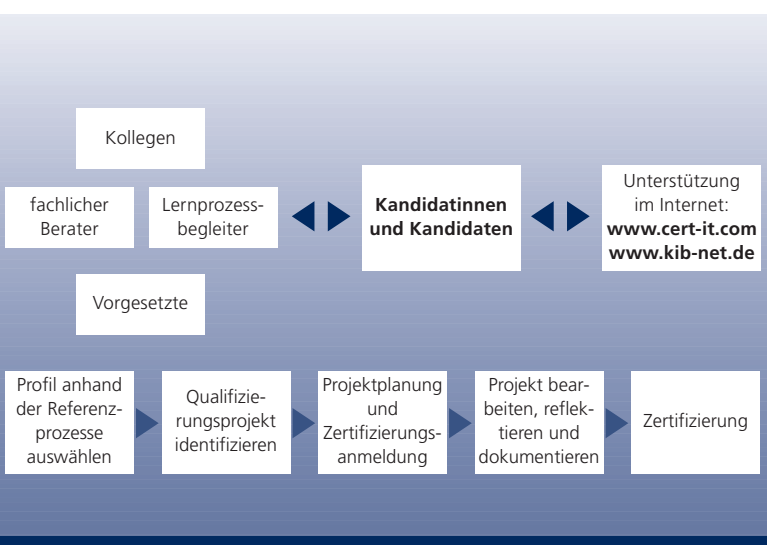 Kollegen
fachlicher
Berater
Lernprozess-
begleiter
Vorgesetzte
Kandidatinnen
und Kandidaten
Unterstützung
im Internet:
www.cert-it.com
www.kib-net.de
Profil anhand
der Referenz-
prozesse
auswählen
Qualifizie-
rungsprojekt
identifizieren
Projektplanung
und
Zertifizierungs-
anmeldung
Projekt bear-
beiten, reflek-
tieren und
dokumentieren
Zertifizierung